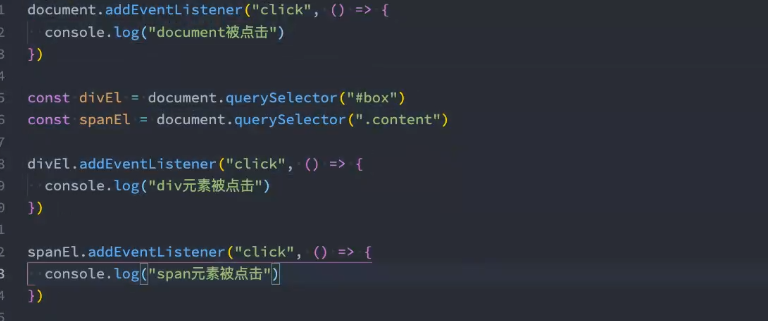 1 document.addEventListener("click", () => {
2   console.log("document被点击")
3 })
4
5 const divEl = document.querySelector("#box")
6 const spanEl = document.querySelector(".content")
7
8 divEl.addEventListener("click", () => {
9   console.log("div元素被点击")
0 })
1
2 spanEl.addEventListener("click", () => {
3   console.log("span元素被点击")
4 })
5